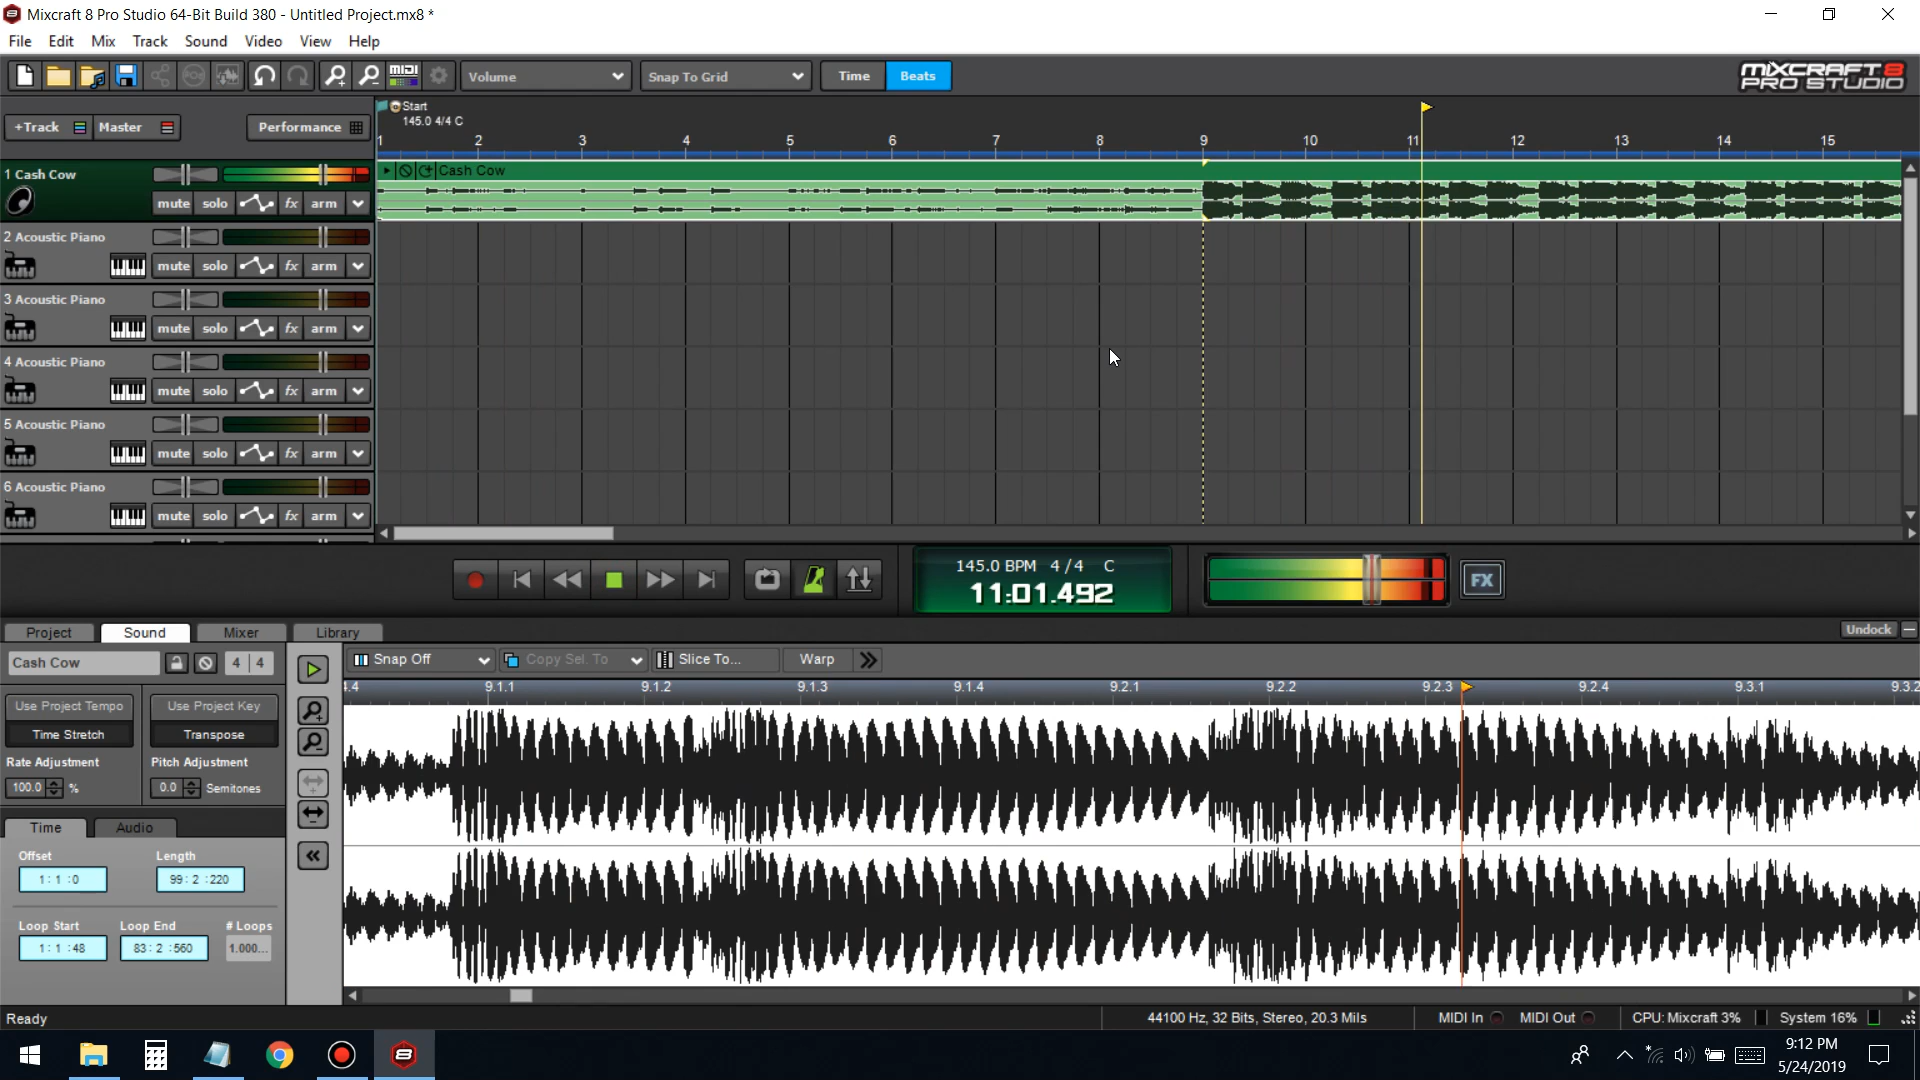 Mixcraft 8 Pro Studio 64-Bit Build 380 - Untitled Project.mx8 *
File Edit Mix Track Sound Video View Help
MIDI Volume Snap To Grid Time Beats MIXCRAFT 8
PRO STUDIO
Start
145.0 4/4 C
+Track Master Performance
1 2 3 4 5 6 7 8 9 10 11 12 13 14 15
1 Cash Cow
Cash Cow
mute solo fx arm
2 Acoustic Piano
mute solo fx arm
3 Acoustic Piano
mute solo fx arm
4 Acoustic Piano
mute solo fx arm
5 Acoustic Piano
mute solo fx arm
6 Acoustic Piano
mute solo fx arm
145.0 BPM 4/4 C
11:01.492
FX
Project Sound Mixer Library Undock
Cash Cow 4 4
Snap Off Copy Sel. To Slice To... Warp
9.1.1 9.1.2 9.1.3 9.1.4 9.2.1 9.2.2 9.2.3 9.2.4 9.3.1 9.3.2
Use Project Tempo Use Project Key
Time Stretch Transpose
Rate Adjustment Pitch Adjustment
100.0 % 0.0 Semitones
Time Audio
Offset Length
1: 1 :0 99: 2 :220
Loop Start Loop End # Loops
1: 1 :48 83: 2 :560 1.000...
Ready
44100 Hz, 32 Bits, Stereo, 20.3 Mils MIDI In MIDI Out CPU: Mixcraft 3% System 16%
8
9:12 PM
5/24/2019